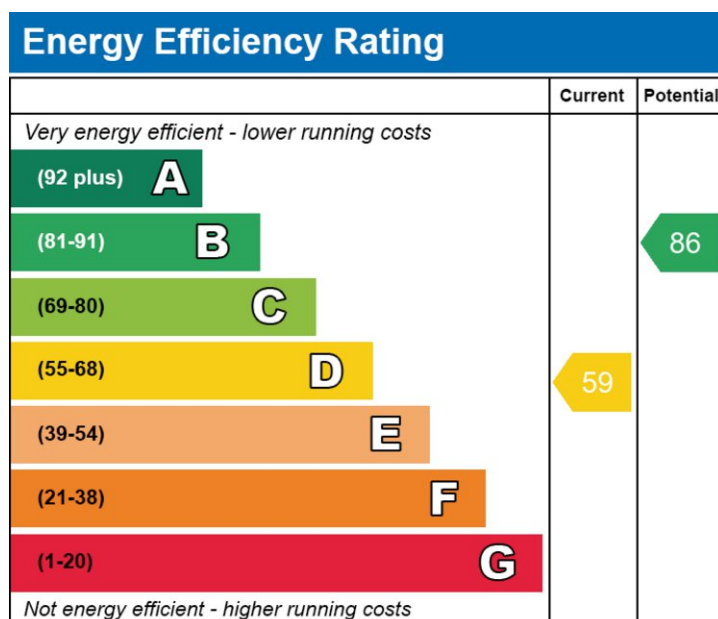 Energy Efficiency Rating
Current Potential
Very energy efficient - lower running costs
(92 plus) A
(81-91) B
86
(69-80) C
(55-68) D
59
(39-54) E
(21-38) F
(1-20) G
Not energy efficient - higher running costs